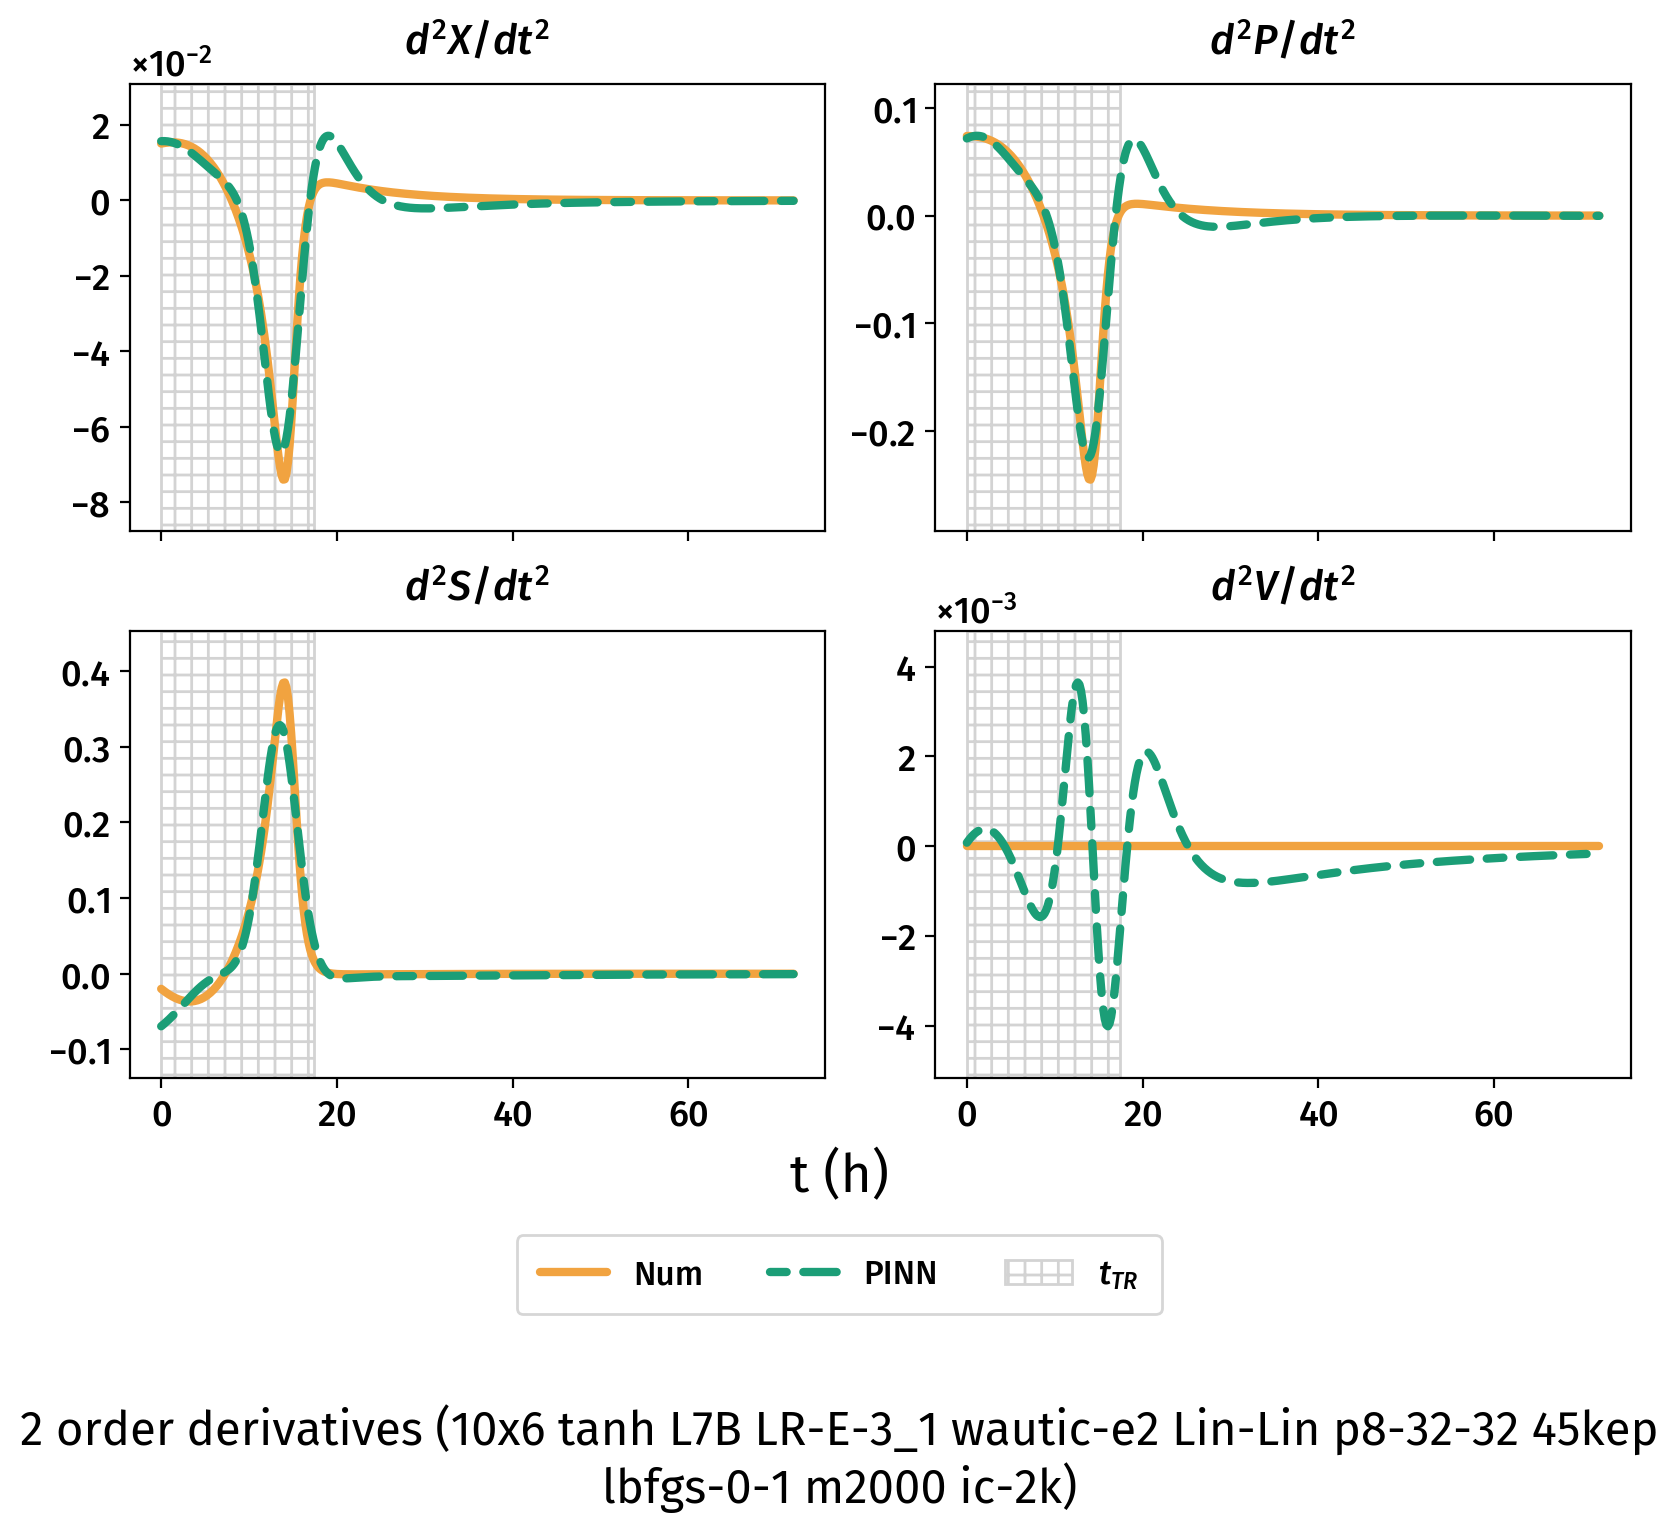 d²X/dt²
×10⁻²
2
0
−2
−4
−6
−8
d²P/dt²
0.1
0.0
−0.1
−0.2
d²S/dt²
0.4
0.3
0.2
0.1
0.0
−0.1
0 20 40 60
d²V/dt²
×10⁻³
4
2
0
−2
−4
0 20 40 60
t (h)
Num PINN t_TR
2 order derivatives (10x6 tanh L7B LR-E-3_1 wautic-e2 Lin-Lin p8-32-32 45kep
lbfgs-0-1 m2000 ic-2k)